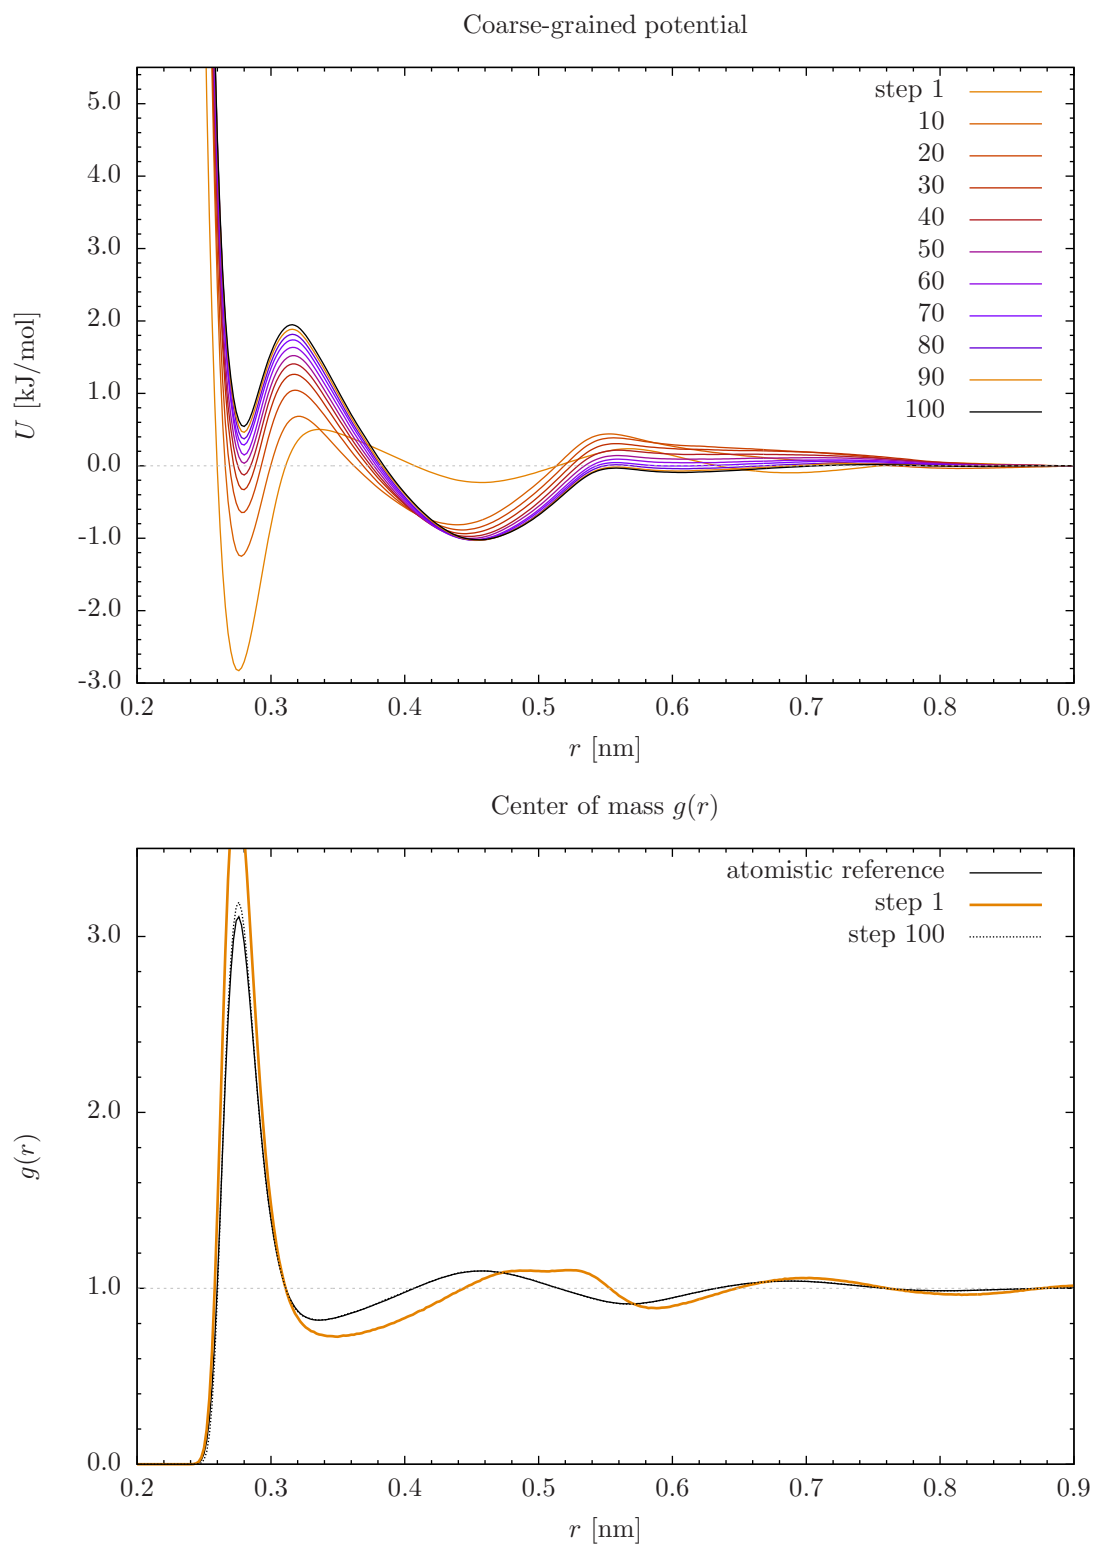 Coarse-grained potential
5.0
4.0
3.0
2.0
1.0
0.0
-1.0
-2.0
-3.0
U [kJ/mol]
step 1
10
20
30
40
50
60
70
80
90
100
0.2 0.3 0.4 0.5 0.6 0.7 0.8 0.9
r [nm]
Center of mass g(r)
3.0
2.0
1.0
0.0
g(r)
atomistic reference
step 1
step 100
0.2 0.3 0.4 0.5 0.6 0.7 0.8 0.9
r [nm]